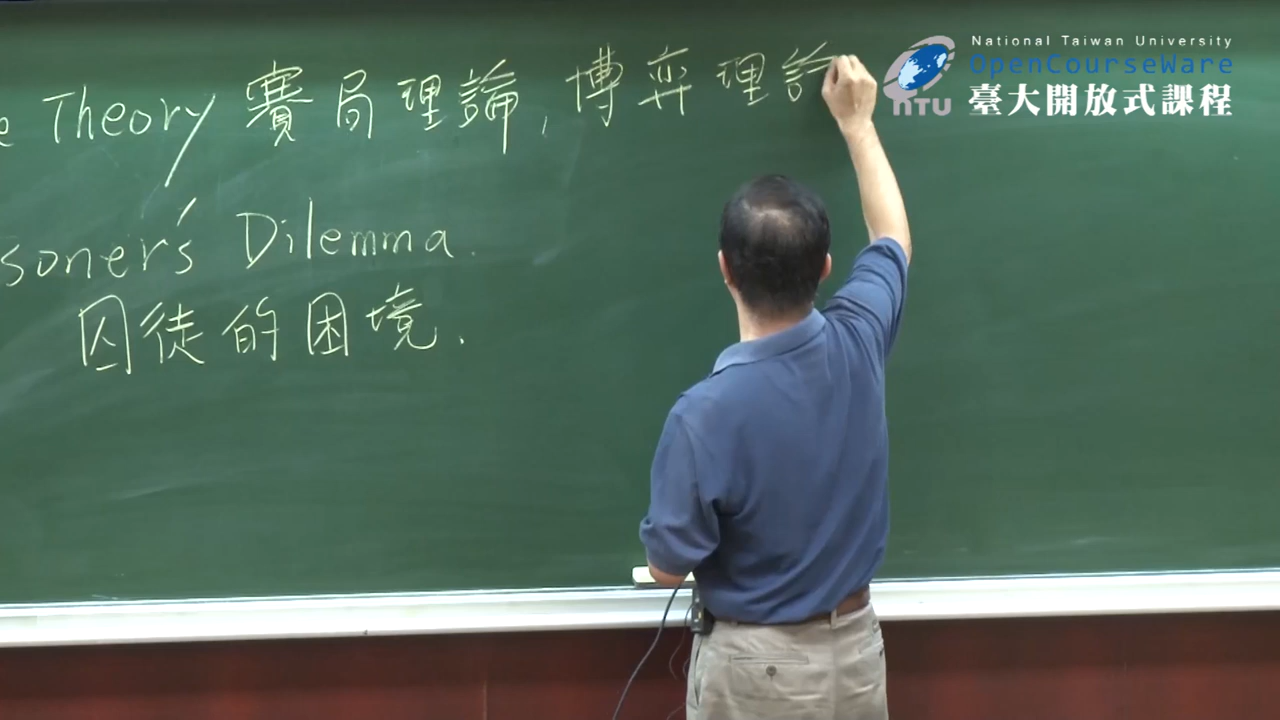 e Theory 賽局理論, 博弈理論
soner's Dilemma.
囚徒的困境.
National Taiwan University
OpenCourseWare
NTU 臺大開放式課程